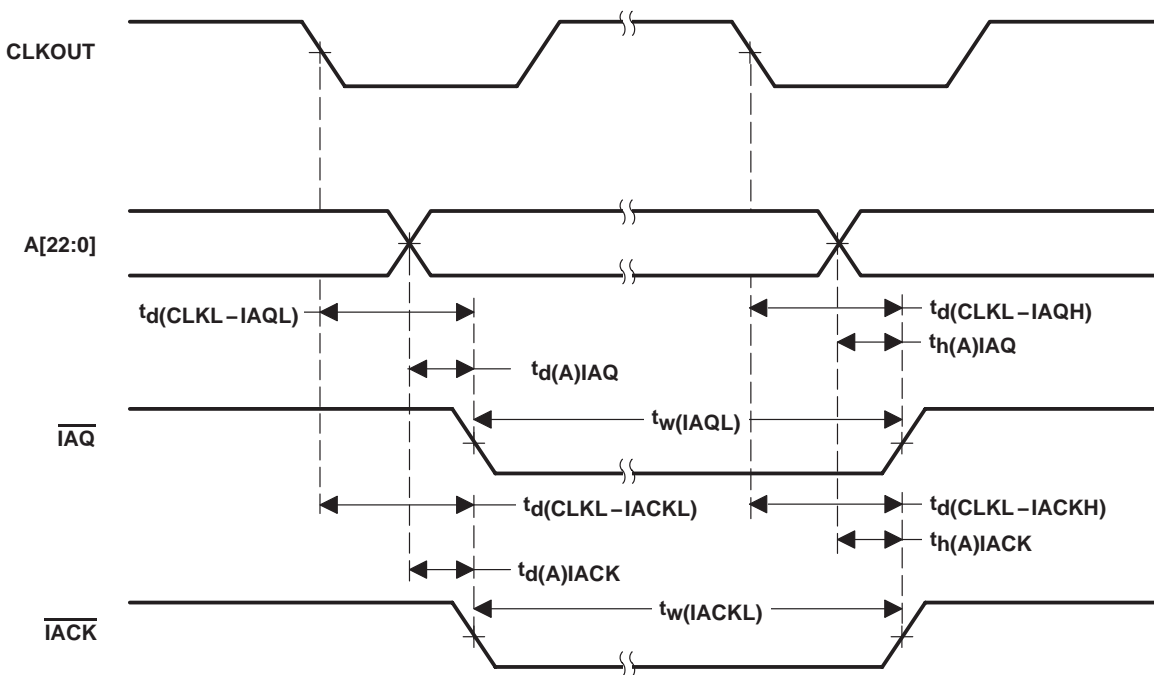 CLKOUT
A[22:0]
td(CLKL–IAQL)
td(CLKL–IAQH)
th(A)IAQ
td(A)IAQ
tw(IAQL)
IAQ
td(CLKL–IACKL)
td(CLKL–IACKH)
th(A)IACK
td(A)IACK
tw(IACKL)
IACK